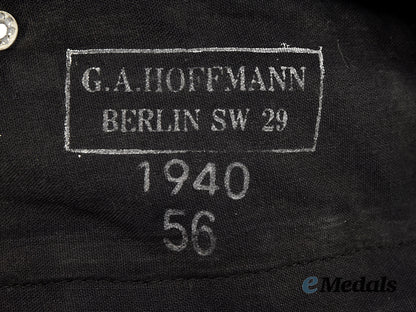 G.A.HOFFMANN
BERLIN SW 29
1940
56
eMedals